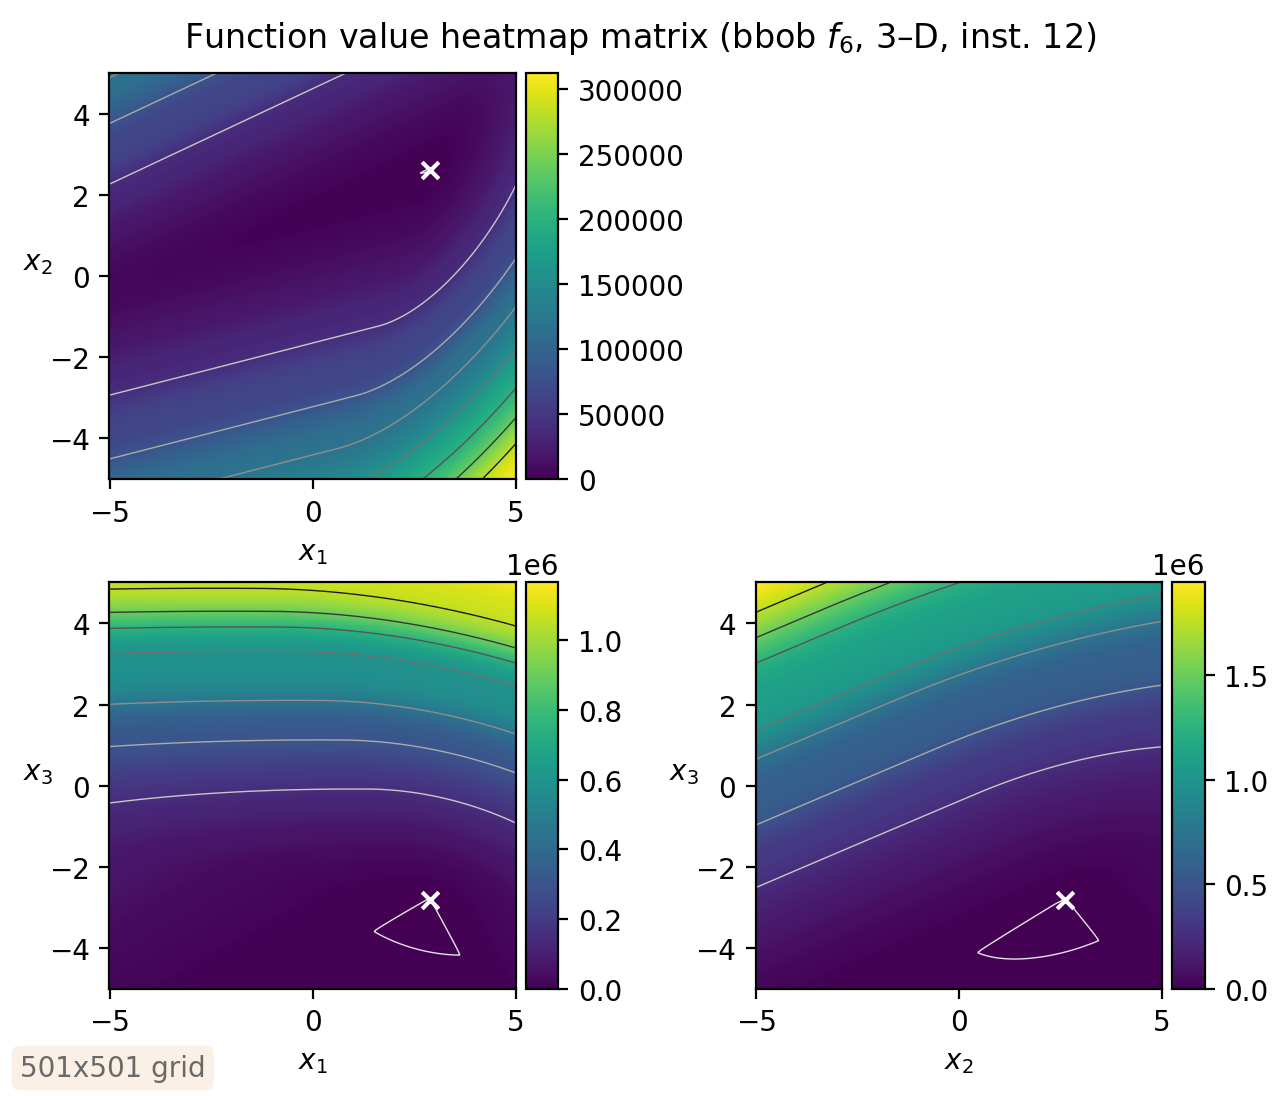 Function value heatmap matrix (bbob f₆, 3–D, inst. 12)
4
2
0
−2
−4
x₂
−5 0 5
x₁
300000
250000
200000
150000
100000
50000
0
1e6
4
2
0
−2
−4
x₃
−5 0 5
x₁
1.0
0.8
0.6
0.4
0.2
0.0
1e6
4
2
0
−2
−4
x₃
−5 0 5
x₂
1.5
1.0
0.5
0.0
501x501 grid